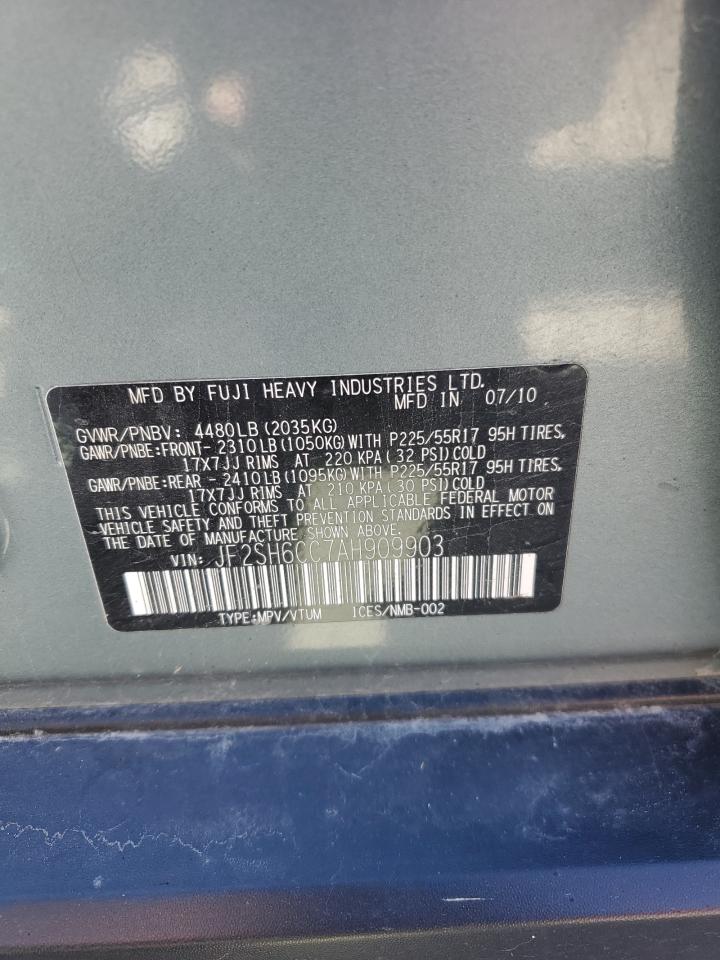 MFD BY FUJI HEAVY INDUSTRIES LTD.
MFD IN 07/10
GVWR/PNBV: 4480LB(2035KG)
GAWR/PNBE:FRONT- 2310LB(1050KG)WITH P225/55R17 95H TIRES,
17X7JJ RIMS AT 220 KPA(32 PSI)COLD
GAWR/PNBE:REAR - 2410LB(1095KG)WITH P225/55R17 95H TIRES,
17X7JJ RIMS AT 210 KPA(30 PSI)COLD
THIS VEHICLE CONFORMS TO ALL APPLICABLE FEDERAL MOTOR
VEHICLE SAFETY AND THEFT PREVENTION STANDARDS IN EFFECT ON
THE DATE OF MANUFACTURE SHOWN ABOVE.
VIN: JF2SH6CC7AH909903
TYPE:MPV/VTUM ICES/NMB-002